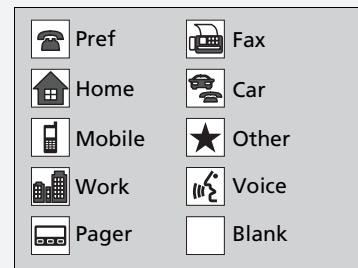 Pref
Home
Mobile
Work
Pager
Fax
Car
Other
Voice
Blank